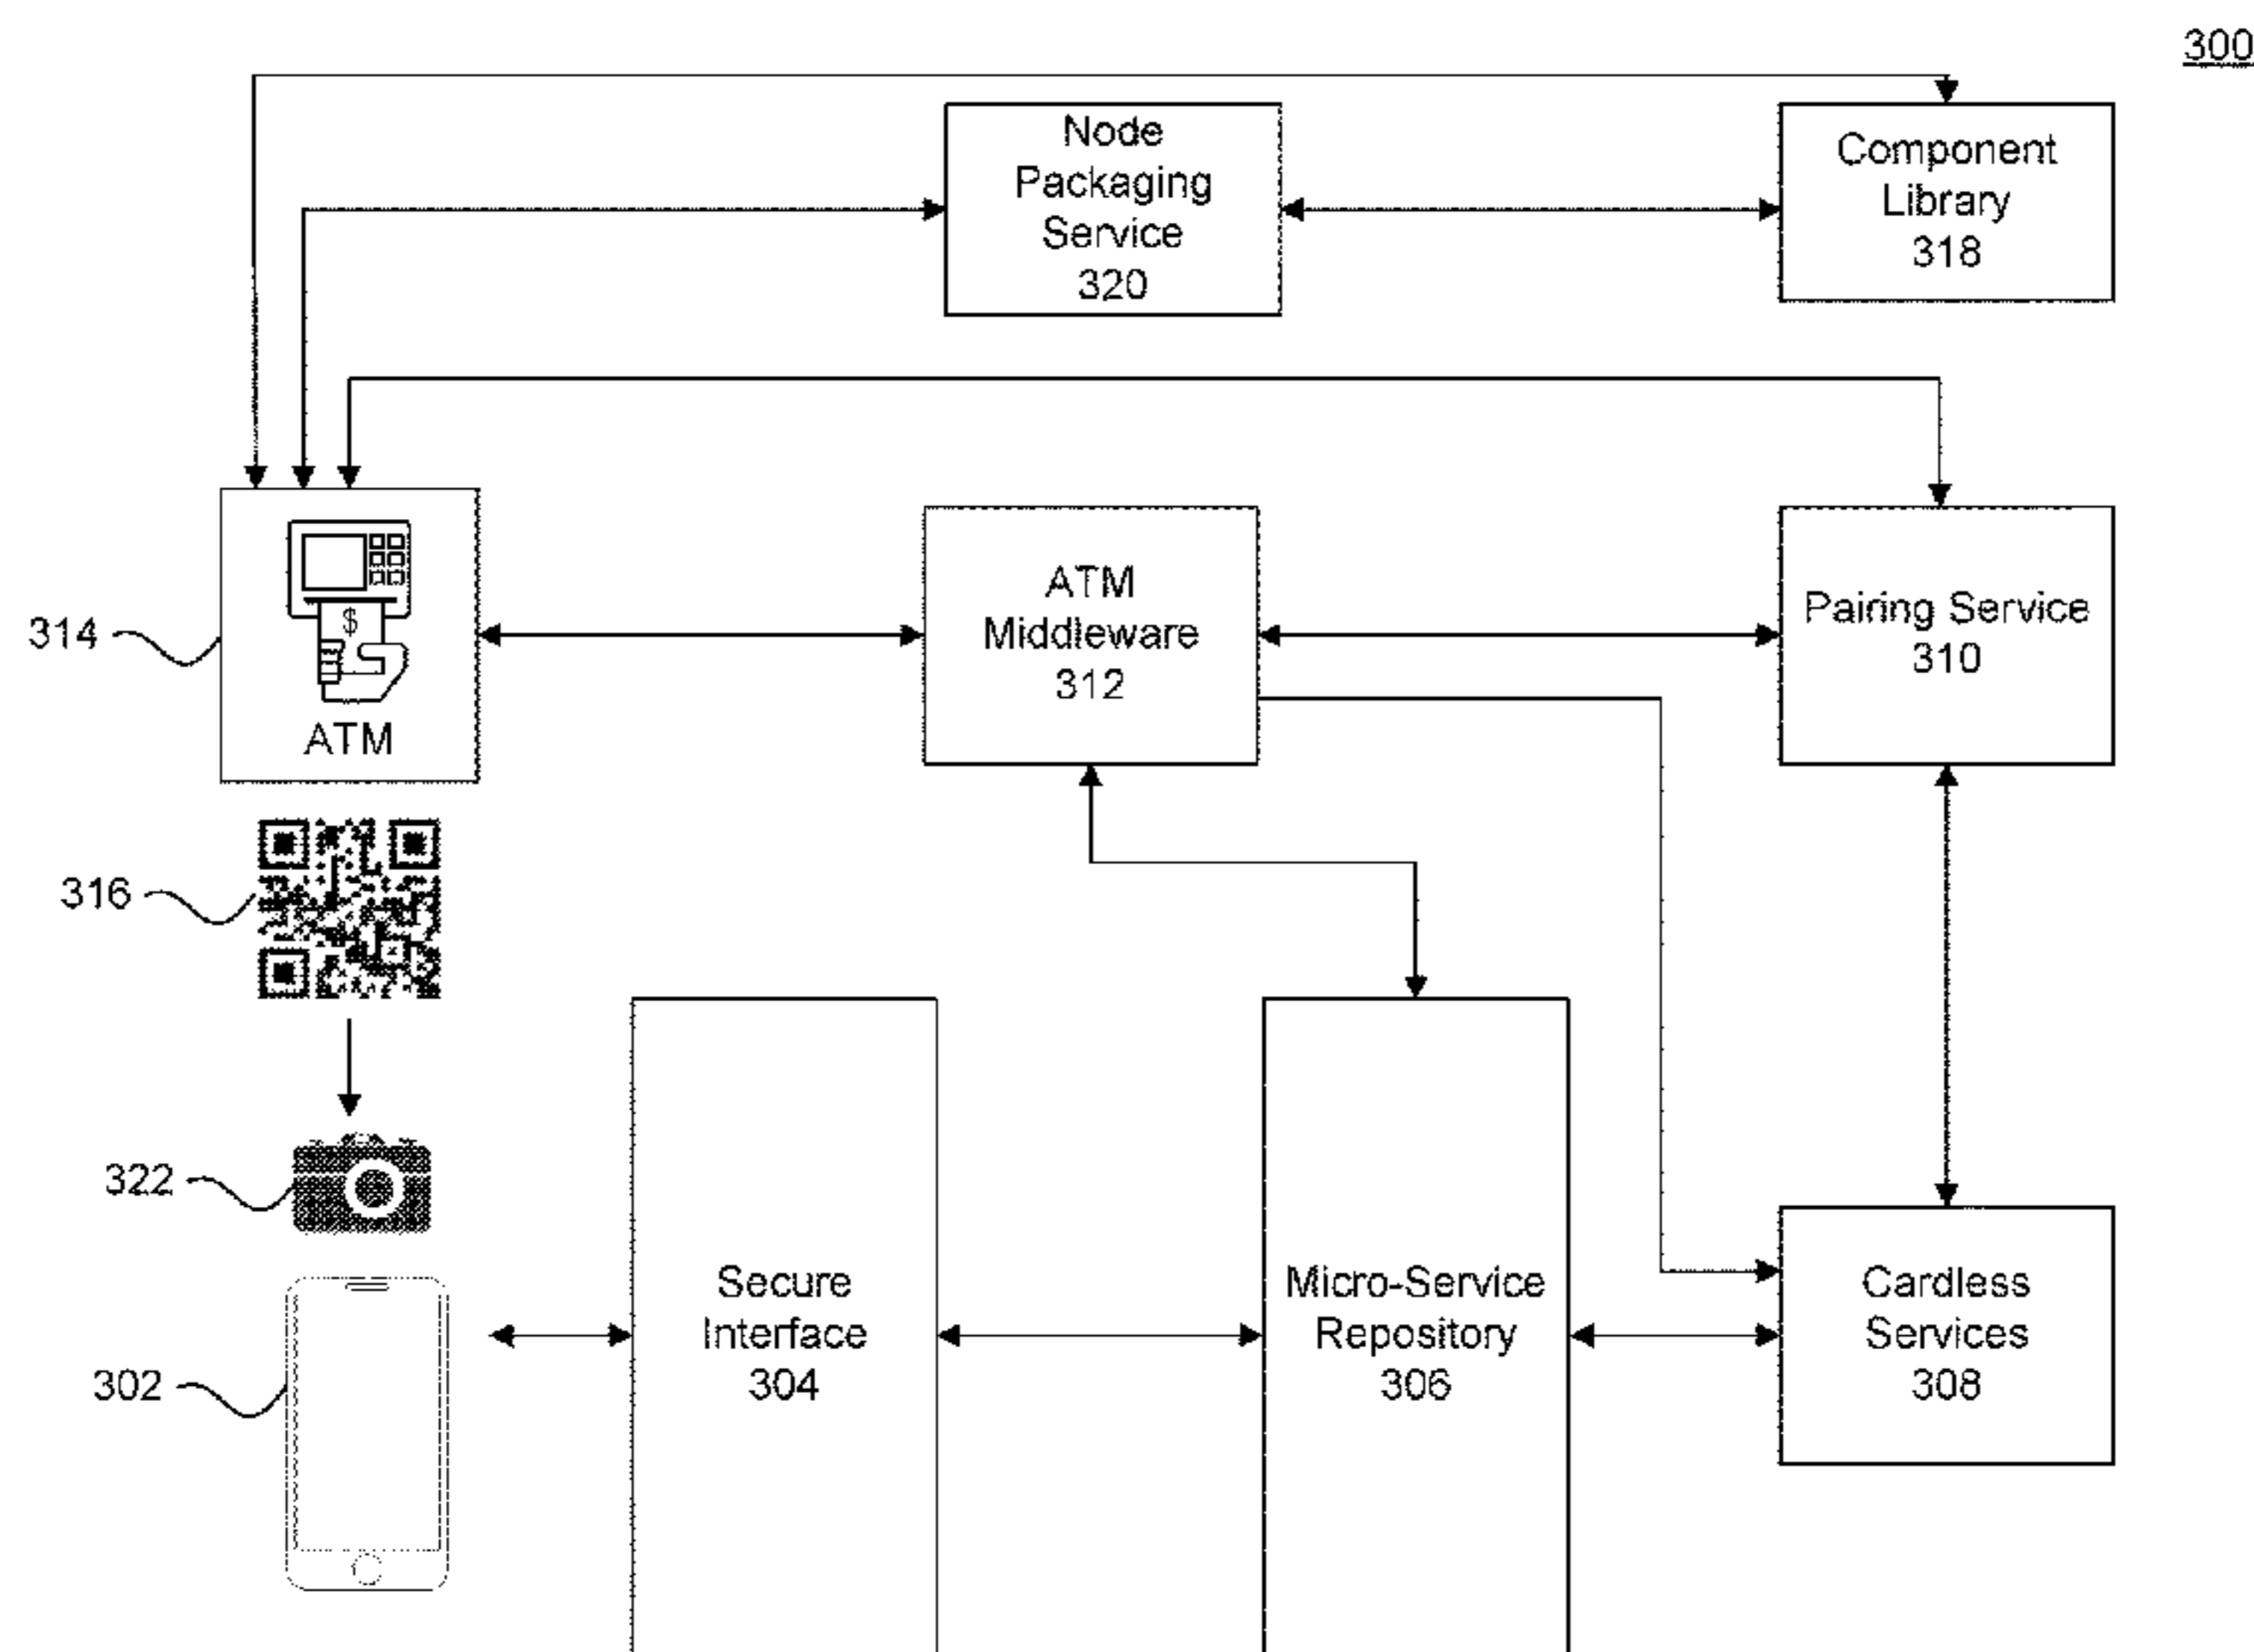 300
Node
Packaging
Service
320
Component
Library
318
314
$
ATM
ATM
Middleware
312
Pairing Service
310
316
322
302
Secure
Interface
304
Micro-Service
Repository
306
Cardless
Services
308